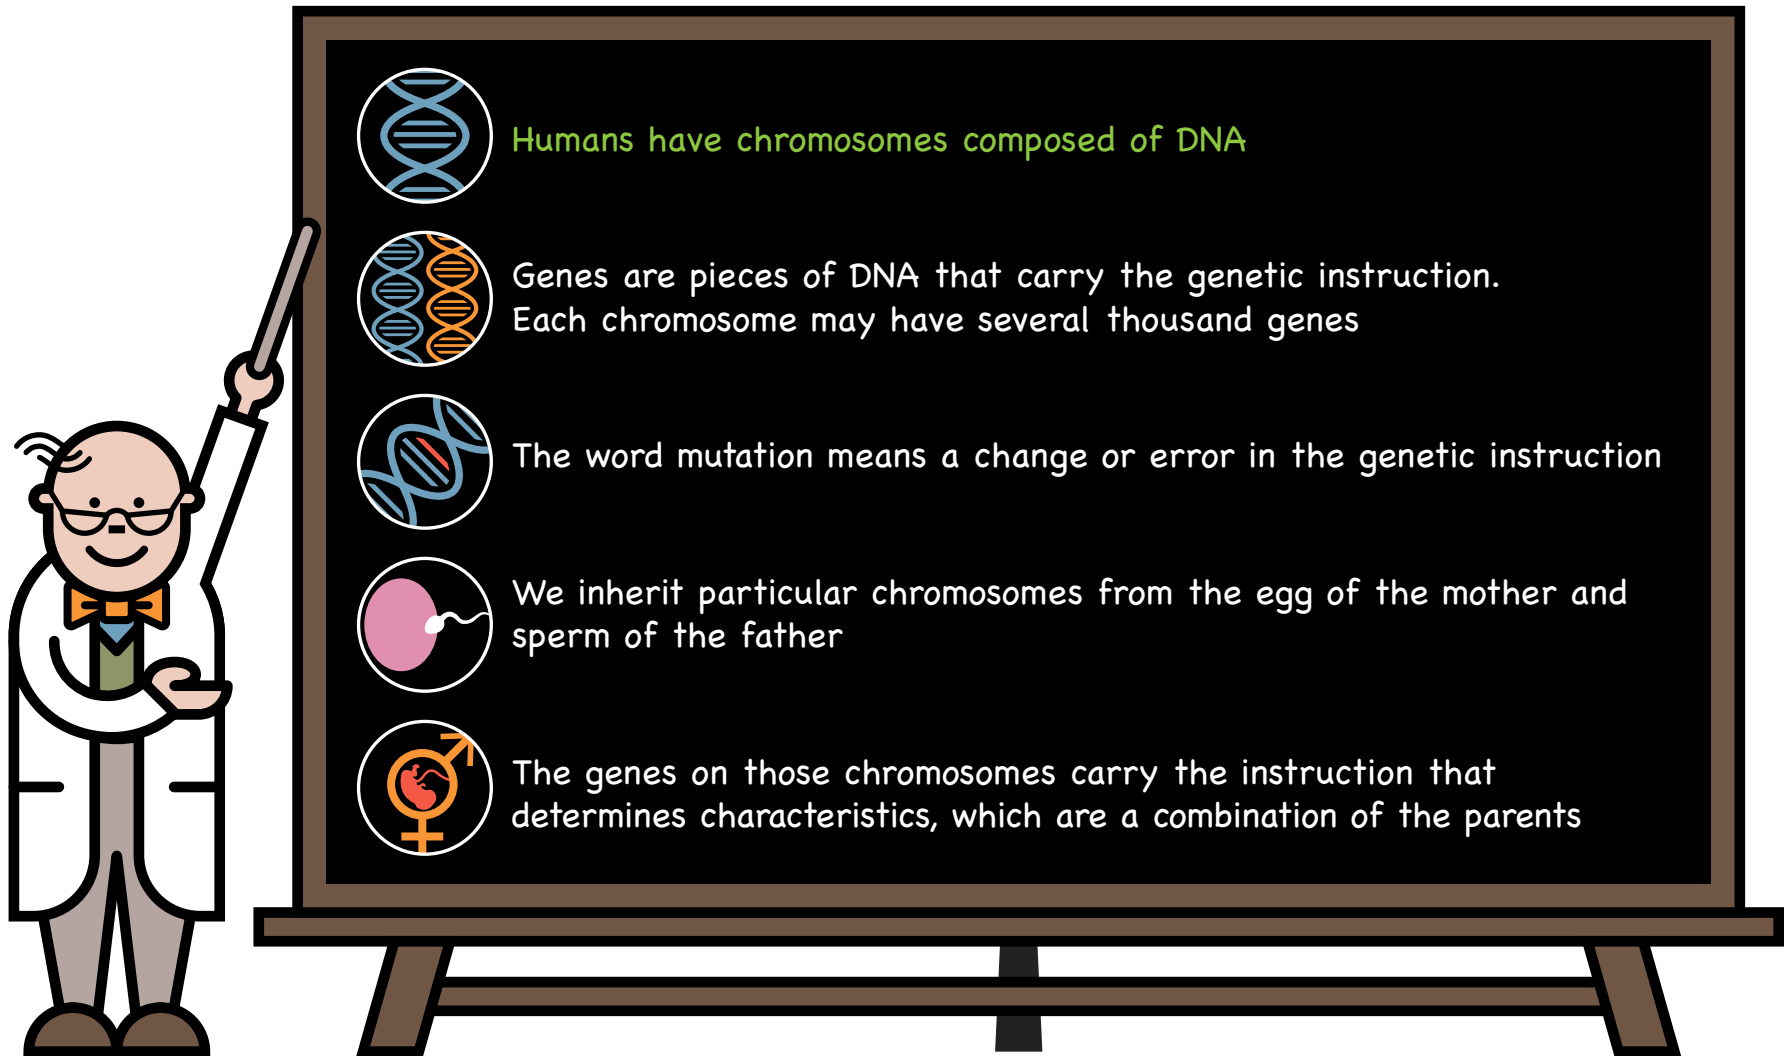 Humans have chromosomes composed of DNA
Genes are pieces of DNA that carry the genetic instruction.
Each chromosome may have several thousand genes
The word mutation means a change or error in the genetic instruction
We inherit particular chromosomes from the egg of the mother and
sperm of the father
The genes on those chromosomes carry the instruction that
determines characteristics, which are a combination of the parents